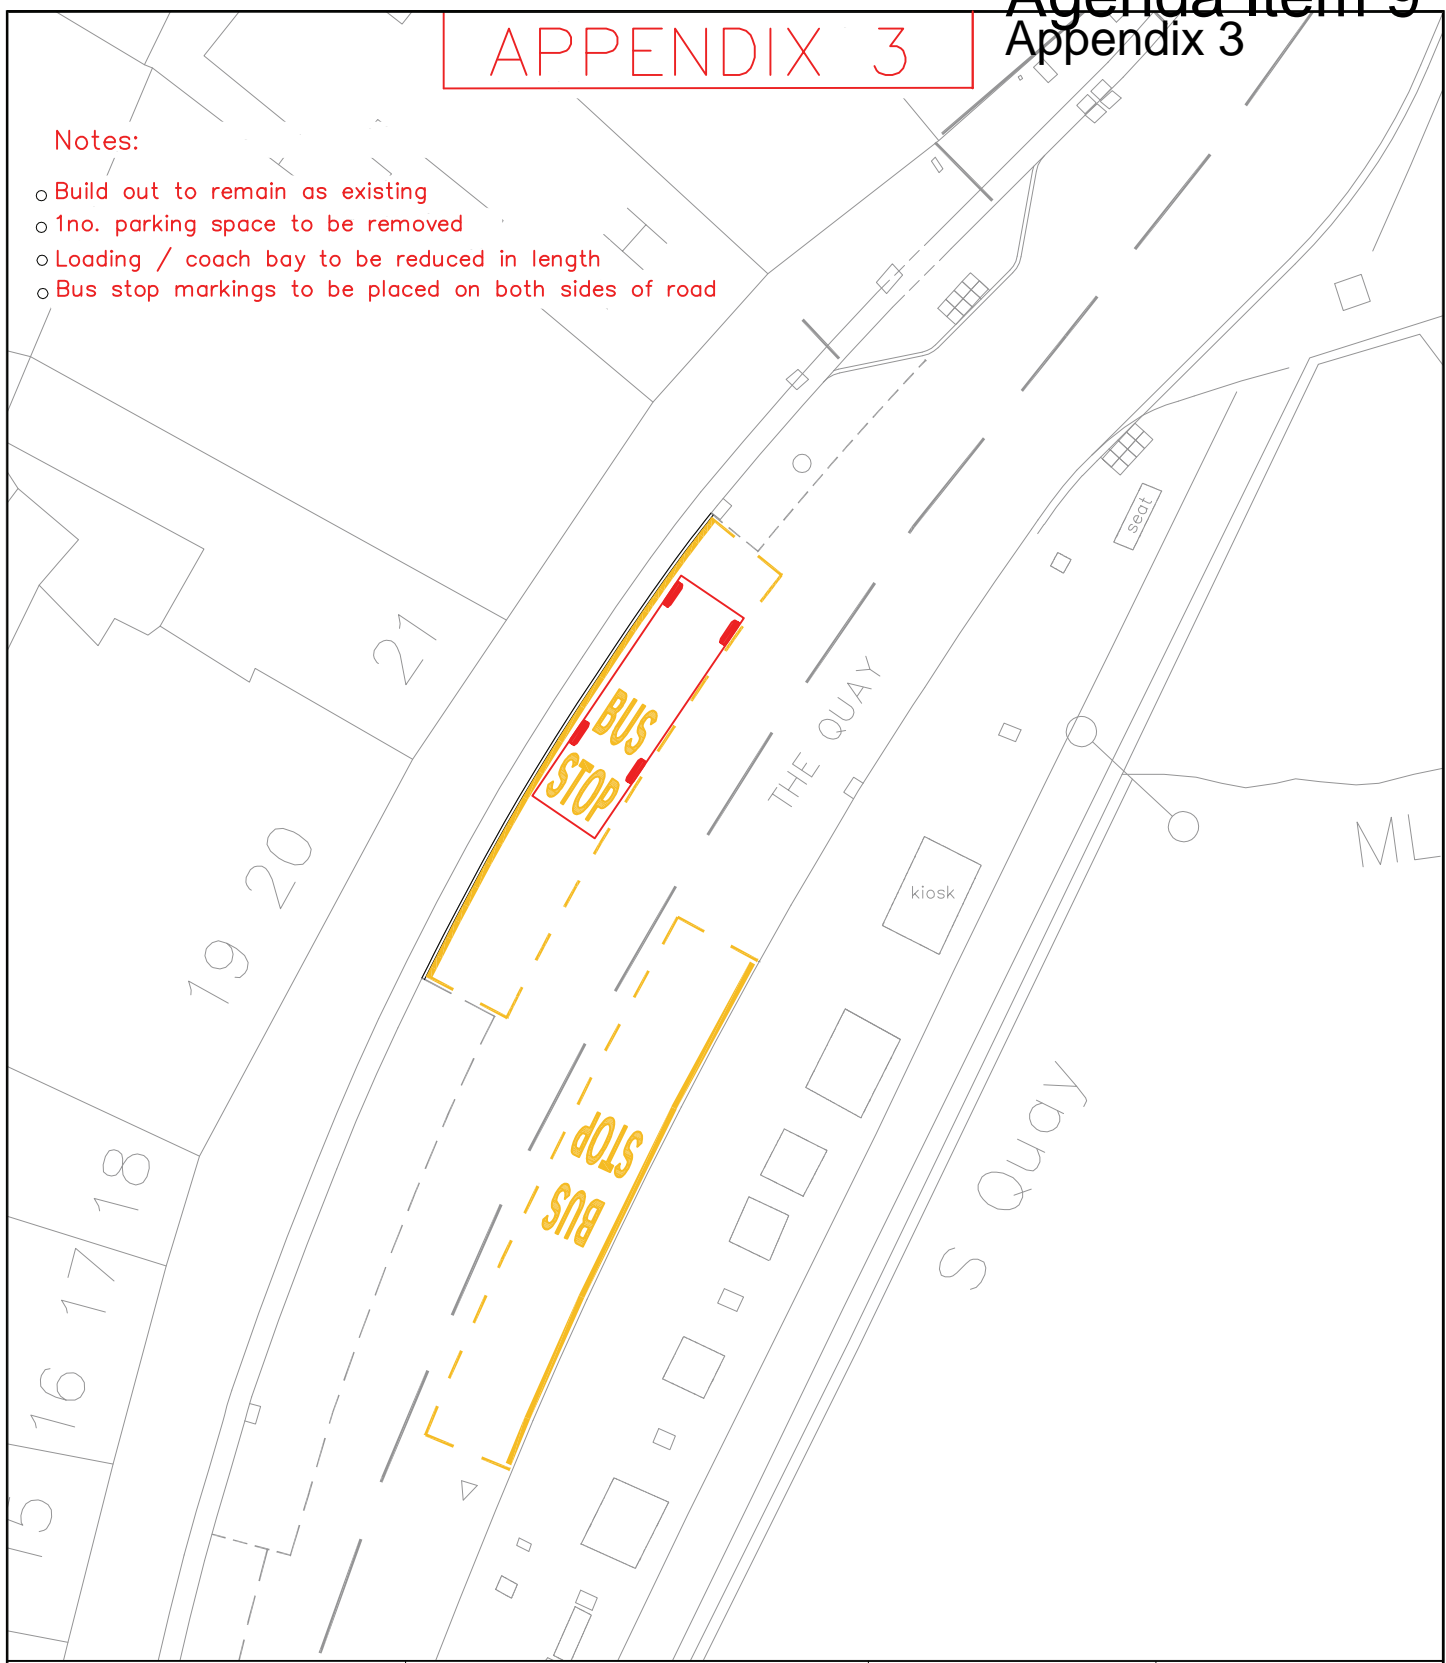 Agenda Item 9
Appendix 3
APPENDIX 3
Notes:
Build out to remain as existing
1no. parking space to be removed
Loading / coach bay to be reduced in length
Bus stop markings to be placed on both sides of road
H
seat
21
BUS
STOP
THE QUAY
ML
kiosk
20
19
STOP
BUS
S Quay
18
17
16
15